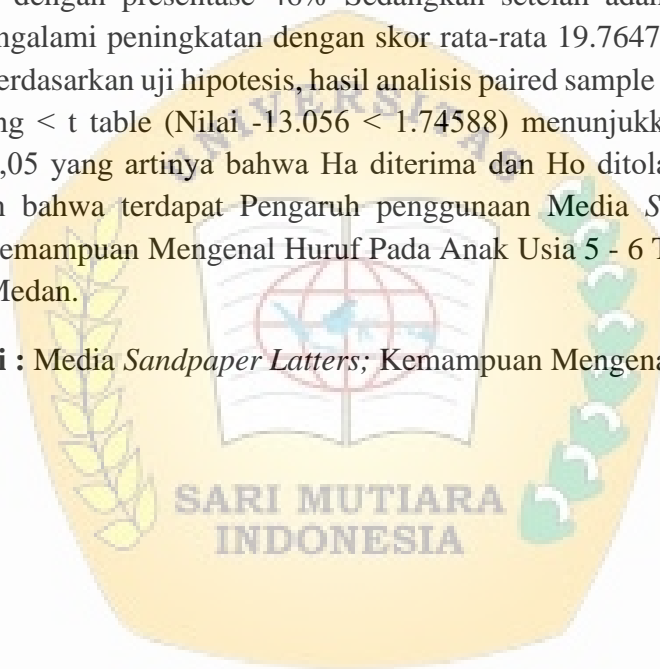 dengan presentase 46% Sedangkan setelah adan
ngalami peningkatan dengan skor rata-rata 19.7647
erdasarkan uji hipotesis, hasil analisis paired sample
ng < t table (Nilai -13.056 < 1.74588) menunjukk
,05 yang artinya bahwa Ha diterima dan Ho ditola
n bahwa terdapat Pengaruh penggunaan Media S
emampuan Mengenal Huruf Pada Anak Usia 5 - 6 T
Medan.
i : Media Sandpaper Latters; Kemampuan Mengena
UNIVERSITAS
SARI MUTIARA
INDONESIA